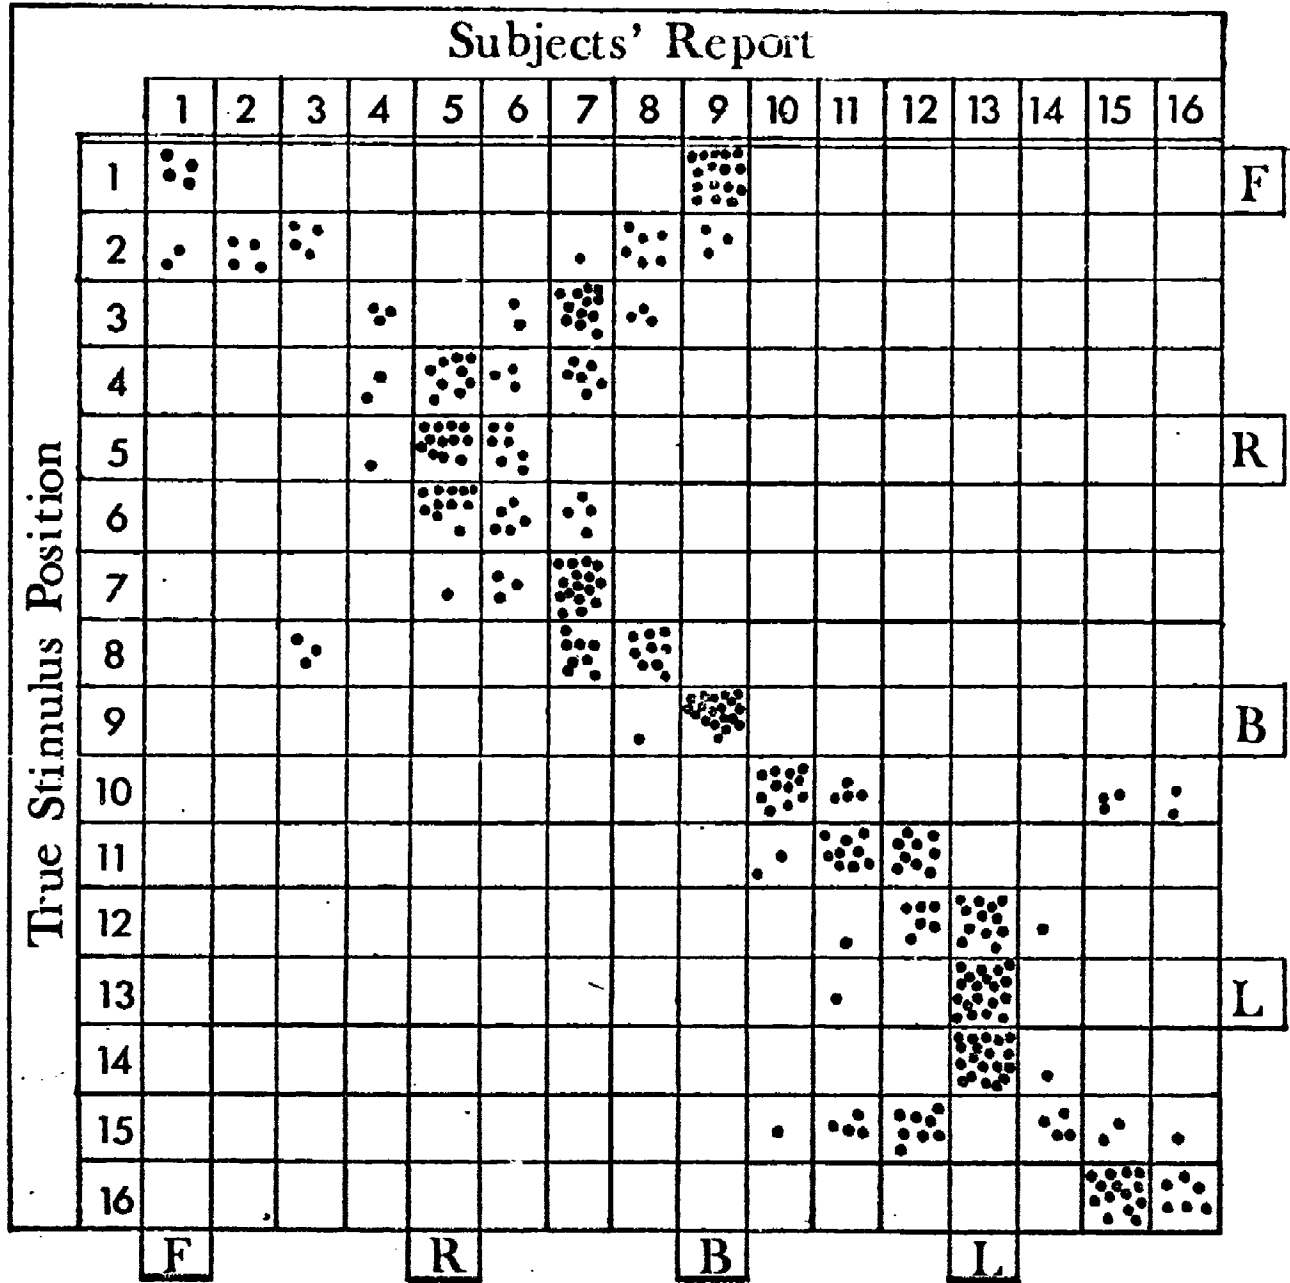 Subjects' Report
1 2 3 4 5 6 7 8 9 10 11 12 13 14 15 16
True Stimulus Position
1 F
2
3
4
5 R
6
7
8
9 B
10
11
12
13 L
14
15
16
F R B L